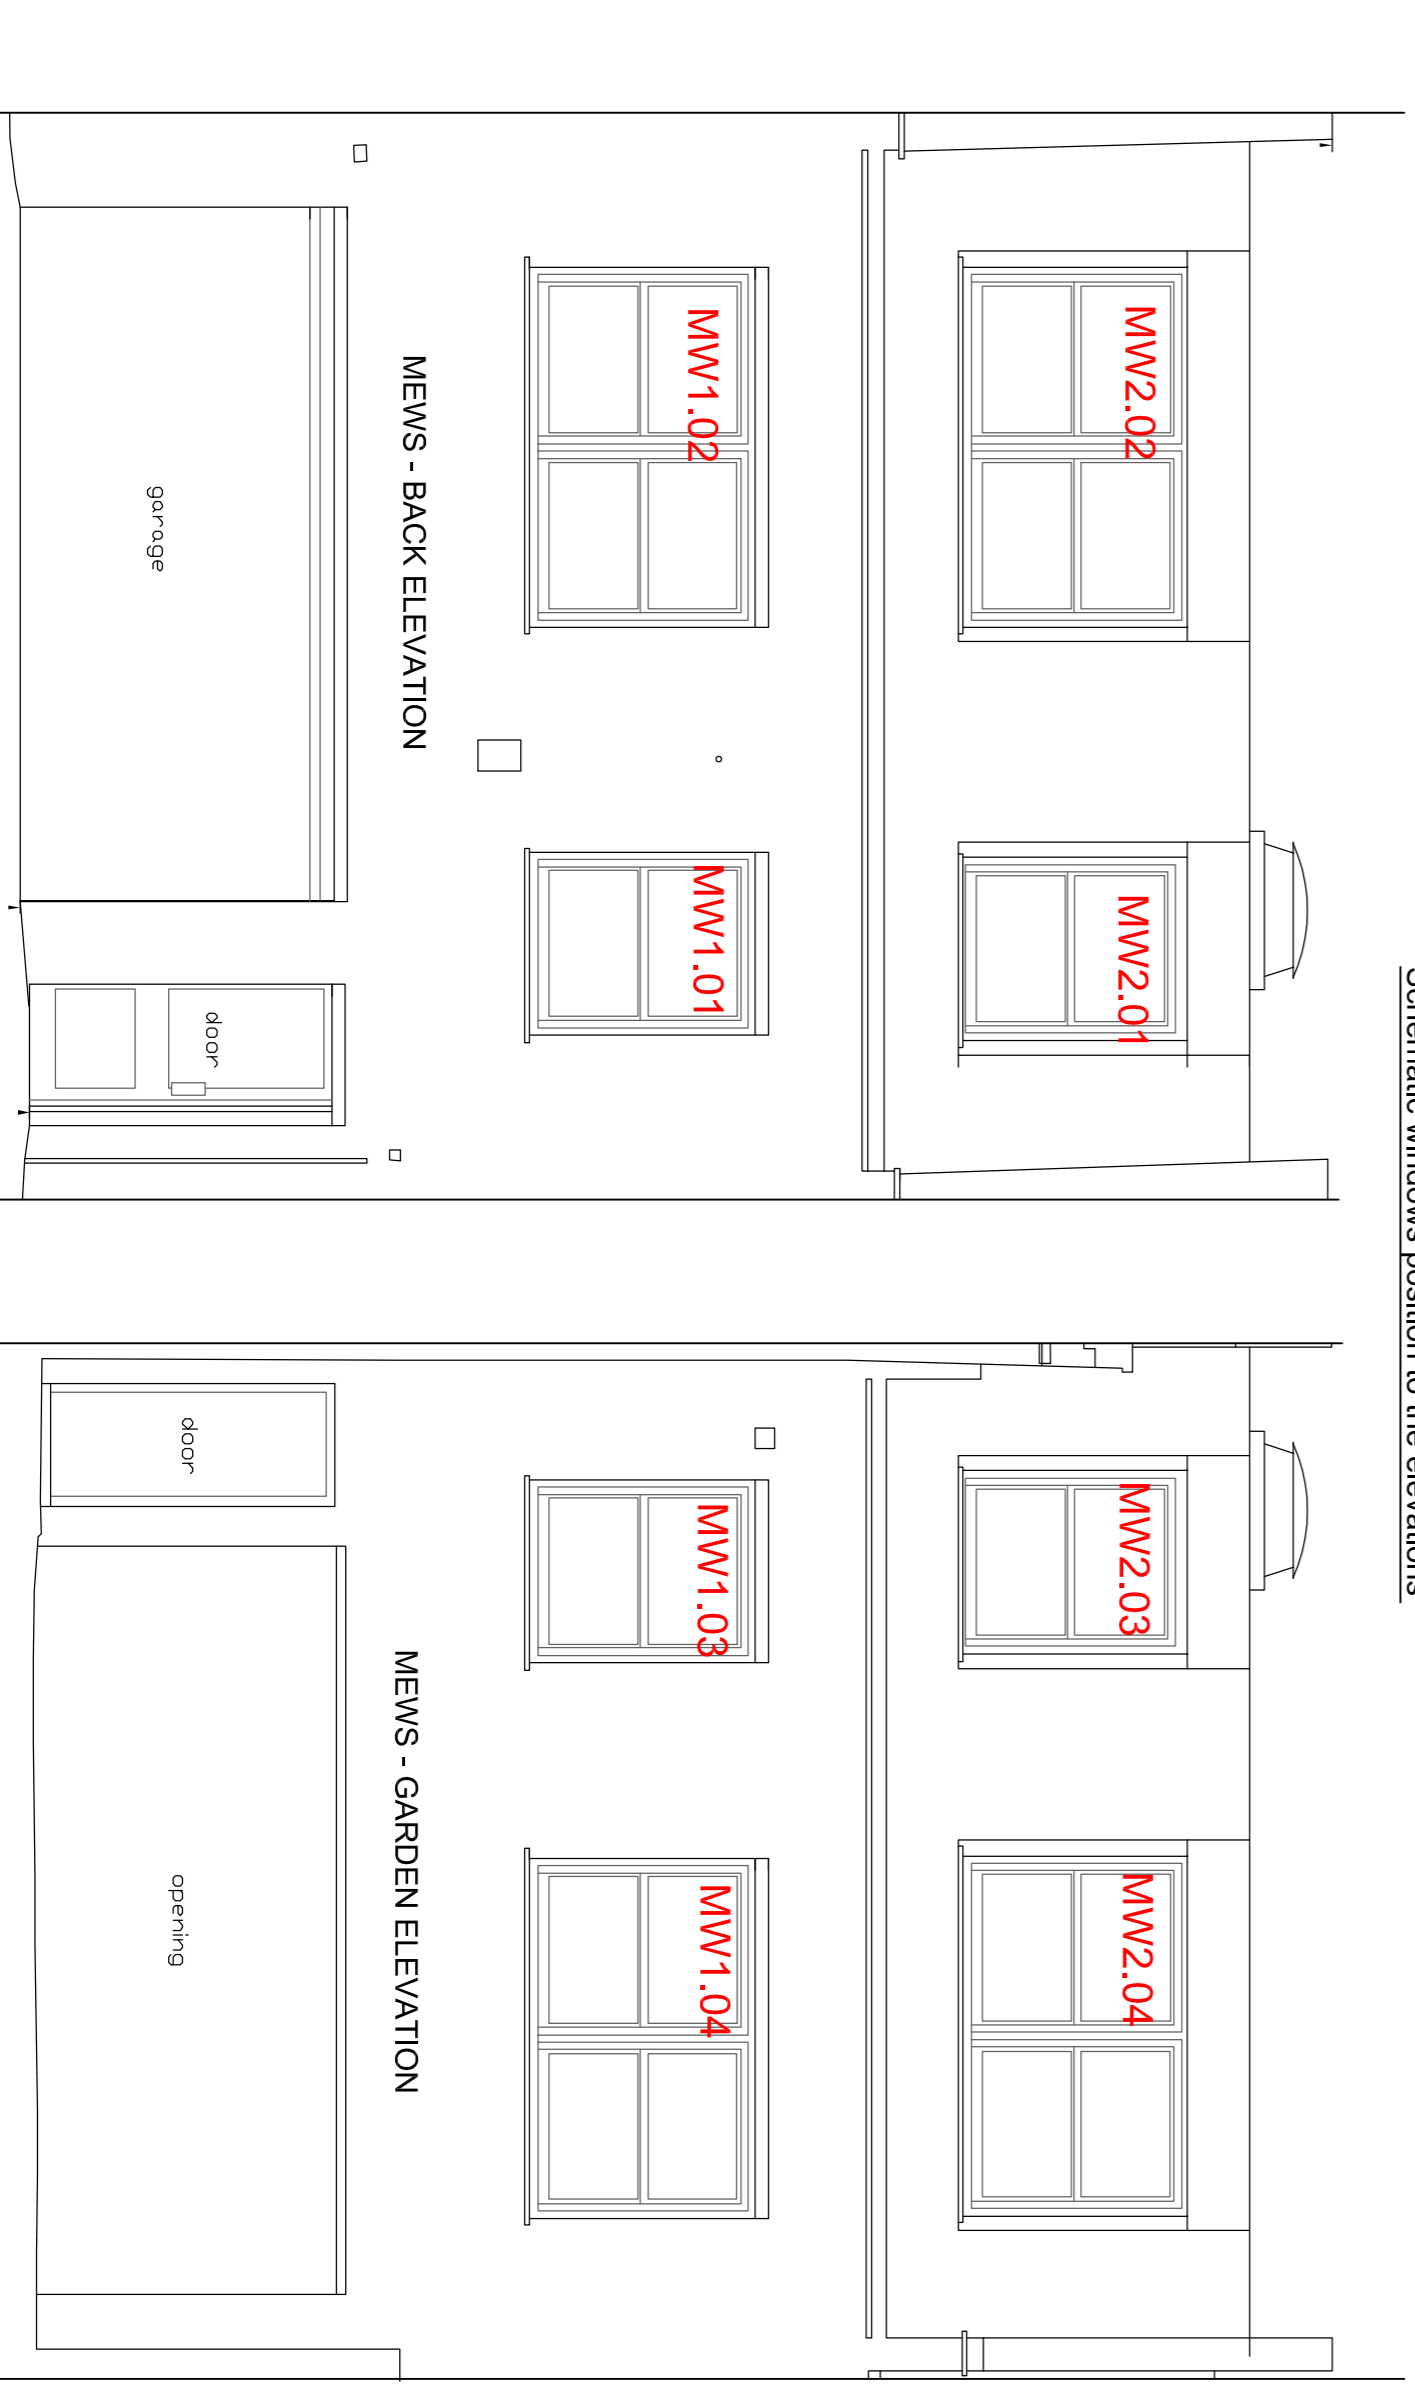 Schematic windows position to the elevations
MW2.02
MW2.01
MW1.02
MW1.01
MEWS - BACK ELEVATION
garage
door
MW2.03
MW2.04
MW1.03
MW1.04
MEWS - GARDEN ELEVATION
door
opening